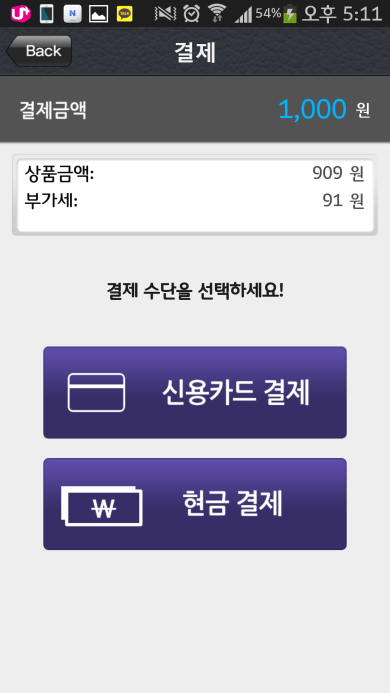 U+ N TALK 54% 오후 5:11
Back 결제
결제금액 1,000 원
상품금액: 909 원
부가세: 91 원
결제 수단을 선택하세요!
신용카드 결제
₩ 현금 결제